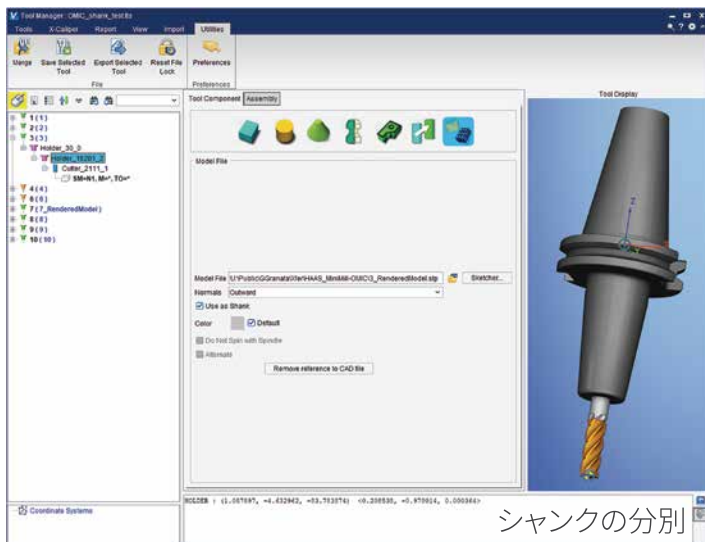 Tool Manager : OMIC_shank_test.tls
Tools X-Caliper Report View Import Utilities
Merge Save Selected Tool Export Selected Tool Reset File Lock Preferences
File Preferences
Tool Component Assembly
Tool Display
1 ( 1 )
2 ( 2 )
3 ( 3 )
Holder_30_0
Holder_15201_2
Cutter_2111_1
SM=N1, M=*, TO=*
4 ( 4 )
6 ( 6 )
7 ( 7_RenderedModel )
8 ( 8 )
9 ( 9 )
10 ( 10 )
Model File
Model File
Sketcher...
Normals Outward
Use as Shank
Color Default
Do Not Spin with Spindle
Alternate
Remove reference to CAD file
Z
Coordinate Systems
シャンクの分別